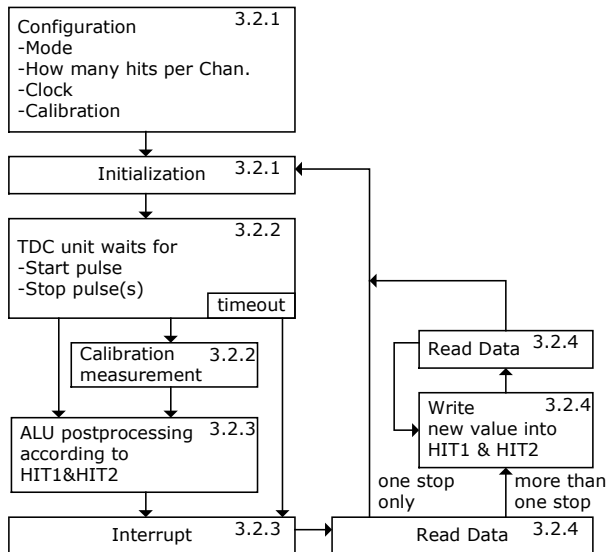 Configuration 3.2.1
-Mode
-How many hits per Chan.
-Clock
-Calibration
Initialization 3.2.1
3.2.2
TDC unit waits for
-Start pulse
-Stop pulse(s)
timeout
Calibration 3.2.2
measurement
ALU postprocessing 3.2.3
according to
HIT1&HIT2
Interrupt 3.2.3
Read Data 3.2.4
Write 3.2.4
new value into
HIT1 & HIT2
one stop
only
more than
one stop
Read Data 3.2.4